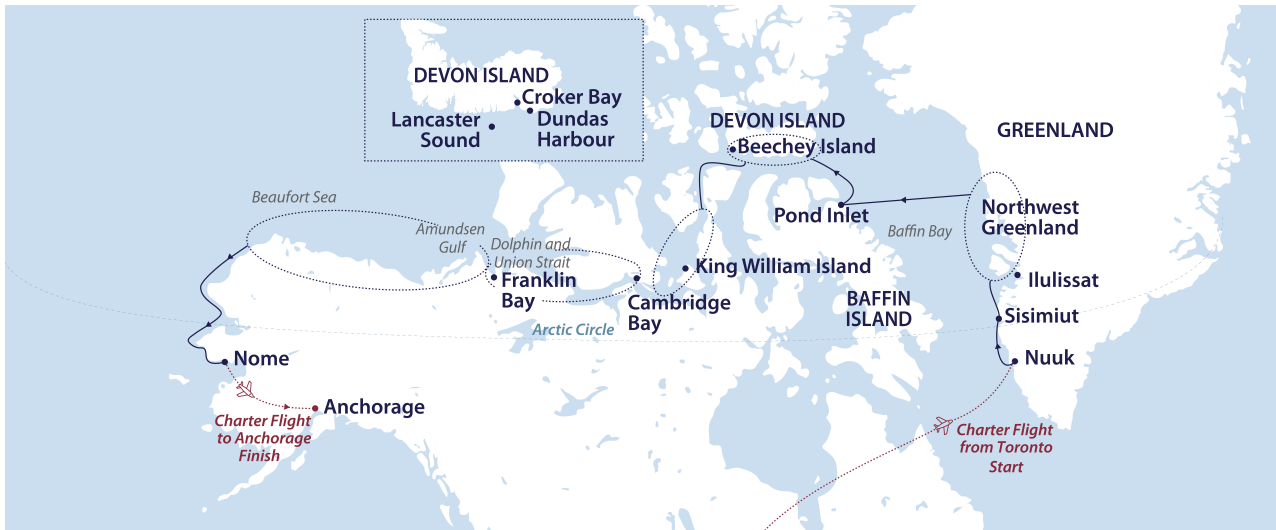 DEVON ISLAND
Croker Bay
Lancaster
Sound
Dundas
Harbour
DEVON ISLAND
Beechey Island
GREENLAND
Beaufort Sea
Amundsen
Gulf
Dolphin and
Union Strait
Franklin
Bay
Pond Inlet
Baffin Bay
Northwest
Greenland
King William Island
Ilulissat
Cambridge
Bay
BAFFIN
ISLAND
Sisimiut
Arctic Circle
Nome
Nuuk
Anchorage
Charter Flight
to Anchorage
Finish
Charter Flight
from Toronto
Start